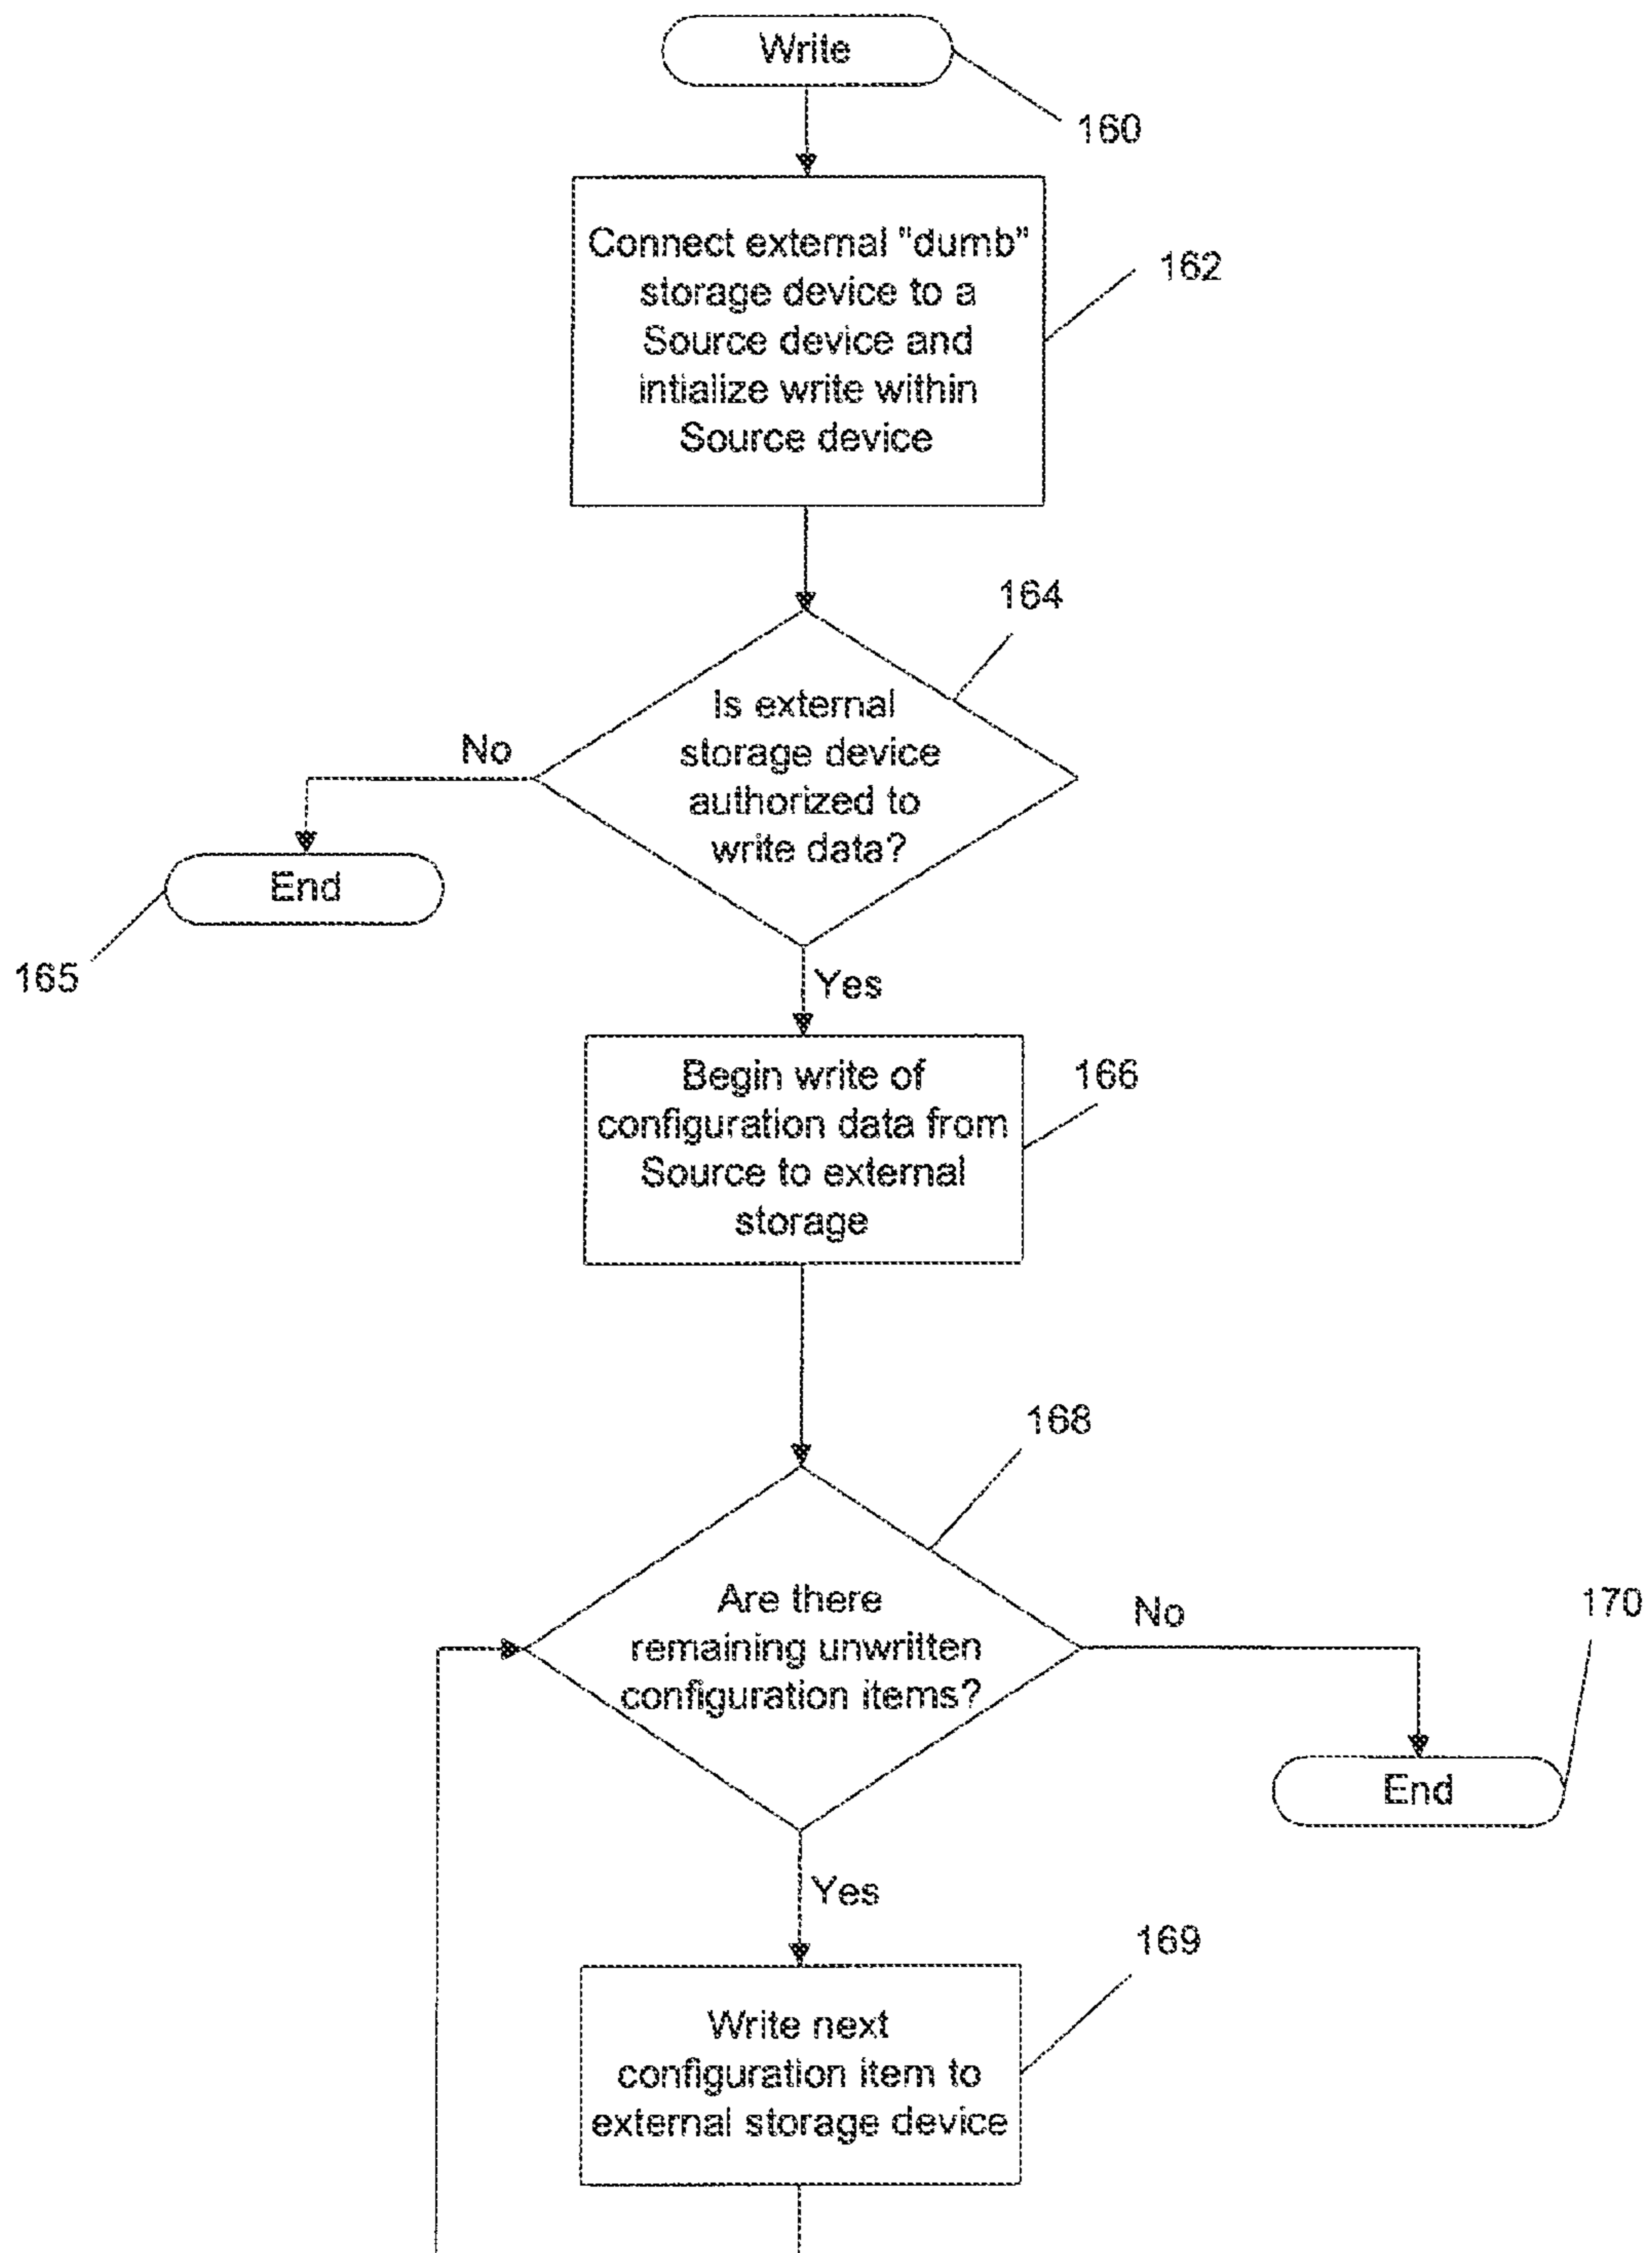 Write
160
Connect external "dumb"
storage device to a
Source device and
intialize write within
Source device
162
164
Is external
storage device
authorized to
write data?
No
End
165
Yes
Begin write of
configuration data from
Source to external
storage
166
168
Are there
remaining unwritten
configuration items?
No
170
End
Yes
169
Write next
configuration item to
external storage device